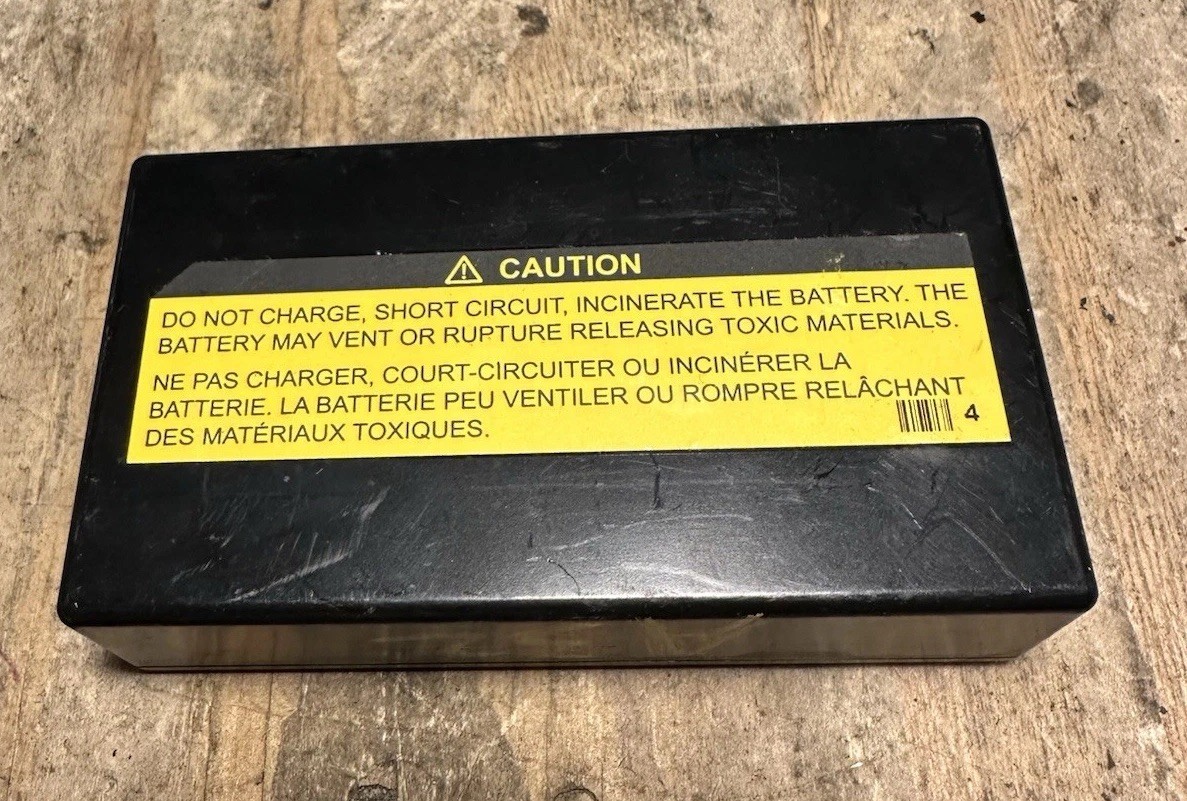 CAUTION
DO NOT CHARGE, SHORT CIRCUIT, INCINERATE THE BATTERY. THE
BATTERY MAY VENT OR RUPTURE RELEASING TOXIC MATERIALS.
NE PAS CHARGER, COURT-CIRCUITER OU INCINÉRER LA
BATTERIE. LA BATTERIE PEU VENTILER OU ROMPRE RELÂCHANT
DES MATÉRIAUX TOXIQUES.
4